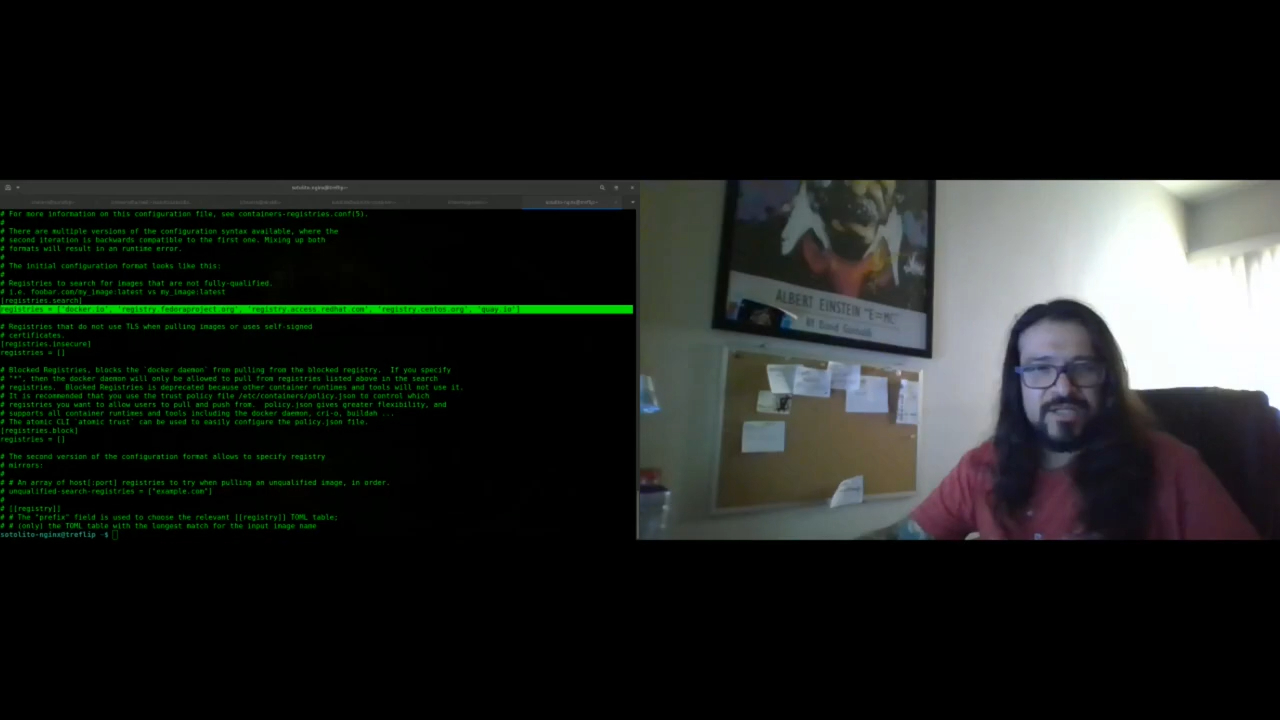 sotolito-nginx@treflip:~
sotolito-nginx@treflip:~
# For more information on this configuration file, see containers-registries.conf(5).
#
# There are multiple versions of the configuration syntax available, where the
# second iteration is backwards compatible to the first one. Mixing up both
# formats will result in an runtime error.
#
# The initial configuration format looks like this:
#
# Registries to search for images that are not fully-qualified.
# i.e. foobar.com/my_image:latest vs my_image:latest
[registries.search]
registries = ['docker.io', 'registry.fedoraproject.org', 'registry.access.redhat.com', 'registry.centos.org', 'quay.io']
# Registries that do not use TLS when pulling images or uses self-signed
# certificates.
[registries.insecure]
registries = []
# Blocked Registries, blocks the `docker daemon` from pulling from the blocked registry.  If you specify
# "*", then the docker daemon will only be allowed to pull from registries listed above in the search
# registries.  Blocked Registries is deprecated because other container runtimes and tools will not use it.
# It is recommended that you use the trust policy file /etc/containers/policy.json to control which
# registries you want to allow users to pull and push from.  policy.json gives greater flexibility, and
# supports all container runtimes and tools including the docker daemon, cri-o, buildah ...
# The atomic CLI `atomic trust` can be used to easily configure the policy.json file.
[registries.block]
registries = []
# The second version of the configuration format allows to specify registry
# mirrors:
#
# # An array of host[:port] registries to try when pulling an unqualified image, in order.
# unqualified-search-registries = ["example.com"]
#
# [[registry]]
# # The "prefix" field is used to choose the relevant [[registry]] TOML table;
# # (only) the TOML table with the longest match for the input image name
sotolito-nginx@treflip ~$
ALBERT EINSTEIN "E=MC²"